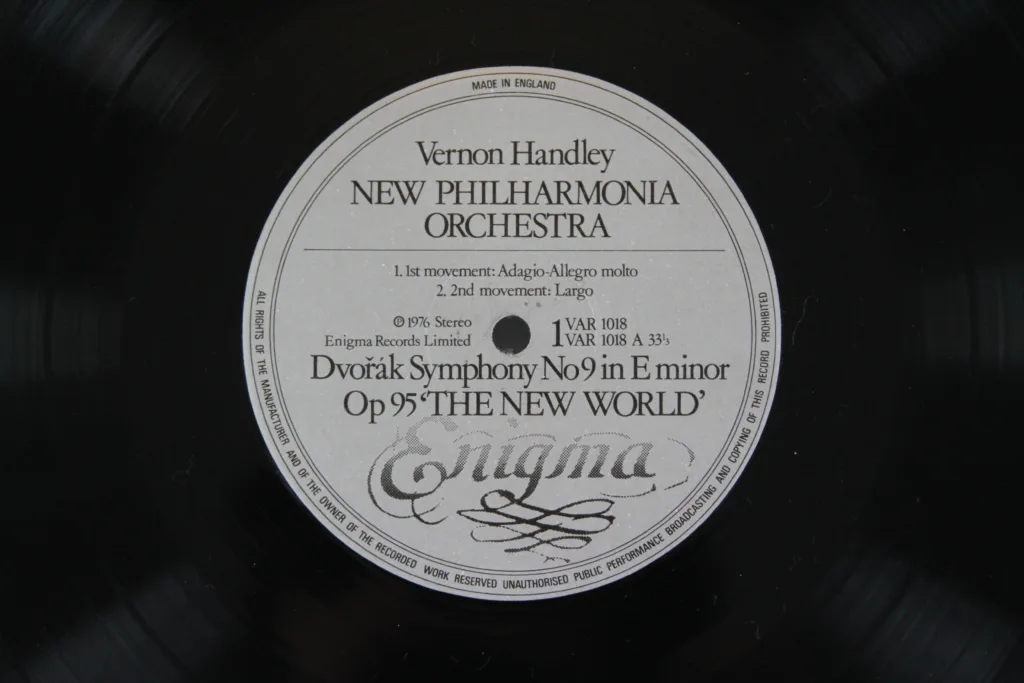 MADE IN ENGLAND
Vernon Handley
NEW PHILHARMONIA
ORCHESTRA
1. 1st movement: Adagio-Allegro molto
2. 2nd movement: Largo
℗ 1976 Stereo
Enigma Records Limited
1
VAR 1018
VAR 1018 A 33⅓
Dvořák Symphony No 9 in E minor
Op 95 ‘THE NEW WORLD’
Enigma
ALL RIGHTS OF THE MANUFACTURER AND OF THE OWNER OF THE RECORDED WORK RESERVED UNAUTHORISED PUBLIC PERFORMANCE BROADCASTING AND COPYING OF THIS RECORD PROHIBITED